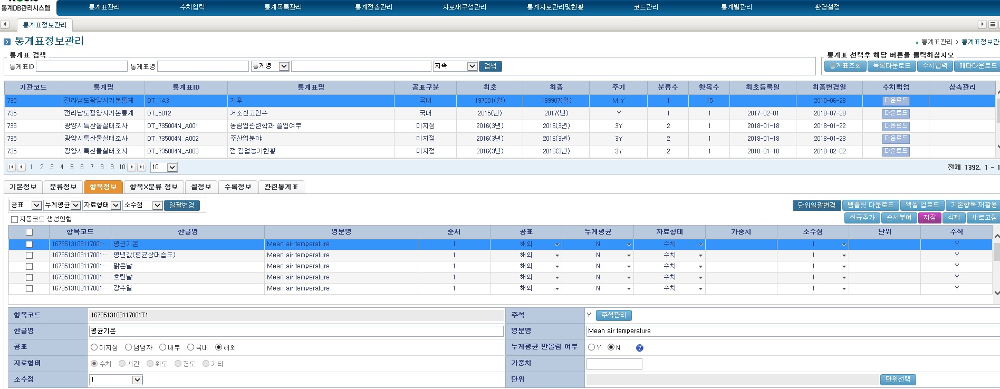 통계DB관리시스템 통계표관리 수치입력 통계목록관리 통계전송관리 자료재구성관리 통계자료관리및현황 코드관리 통계별관리 환경설정
통계표정보관리
통계표정보관리 통계표관리 > 통계표정보관
통계표 검색 통계표 선택후 해당 버튼을 클릭하십시오
통계표ID 통계표명 통계명 지속 검색 통계표조회 목록다운로드 수치입력 메타다운로드
기관코드 통계명 통계표ID 통계표명 공표구분 최초 최종 주기 분류수 항목수 최초등록일 최종변경일 수치백업 상속관리
735 전라남도광양시기본통계 DT_1A3 기후 국내 197001(월) 199907(월) M,Y 1 15 2010-06-28 다운로드
735 전라남도광양시기본통계 DT_5012 거소신고인수 국내 2015(년) 2017(년) Y 1 1 2017-02-01 2018-07-28 다운로드
735 광양시특산물실태조사 DT_735004N_A001 농림업관련학과 졸업여부 미지정 2016(3년) 2016(3년) 3Y 2 1 2018-01-18 2018-01-22 다운로드
735 광양시특산물실태조사 DT_735004N_A002 주산업분야 미지정 2016(3년) 2016(3년) 3Y 2 1 2018-01-18 2018-01-23 다운로드
735 광양시특산물실태조사 DT_735004N_A003 전·겸업농가현황 미지정 2016(3년) 2016(3년) 3Y 2 1 2018-01-18 2018-02-02 다운로드
1 2 3 4 5 6 7 8 9 10 10 전체 1392, 1 - 1
기본정보 분류정보 항목정보 항목X분류 정보 셀정보 수록정보 관련통계표
공표 누계평균 자료형태 소수점 일괄변경 단위일괄변경 템플릿 다운로드 엑셀 업로드 기존항목 재활용
자동코드 생성안함 신규추가 순서부여 저장 삭제 새로고침
항목코드 한글명 영문명 순서 공표 누계평균 자료형태 가중치 소수점 단위 주석
1673513103117001… 평균기온 Mean air temperature 1 해외 N 수치 1 Y
1673513103117001… 평년값(평균상대습도) Mean air temperature 1 해외 N 수치 1 Y
1673513103117001… 맑은날 Mean air temperature 1 해외 N 수치 1 Y
1673513103117001… 흐린날 Mean air temperature 1 해외 N 수치 1 Y
1673513103117001… 강수일 Mean air temperature 1 해외 N 수치 1 Y
항목코드 1673513103117001T1 주석 Y 주석관리
한글명 평균기온 영문명 Mean air temperature
공표 미지정 담당자 내부 국내 해외 누계평균 반올림 여부 Y N ?
자료형태 수치 시간 위도 경도 기타 가중치
소수점 1 단위 단위선택